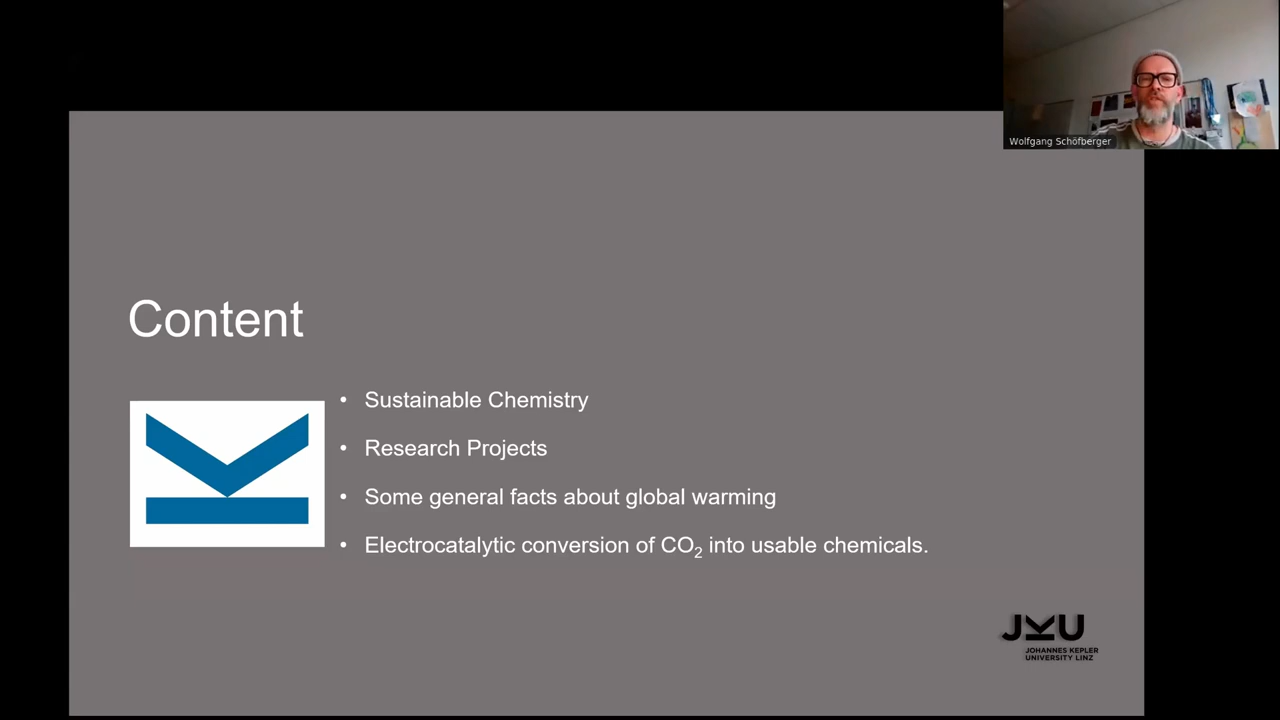 Wolfgang Schöfberger
Content
• Sustainable Chemistry
• Research Projects
• Some general facts about global warming
• Electrocatalytic conversion of CO₂ into usable chemicals.
JKU
JOHANNES KEPLER
UNIVERSITY LINZ